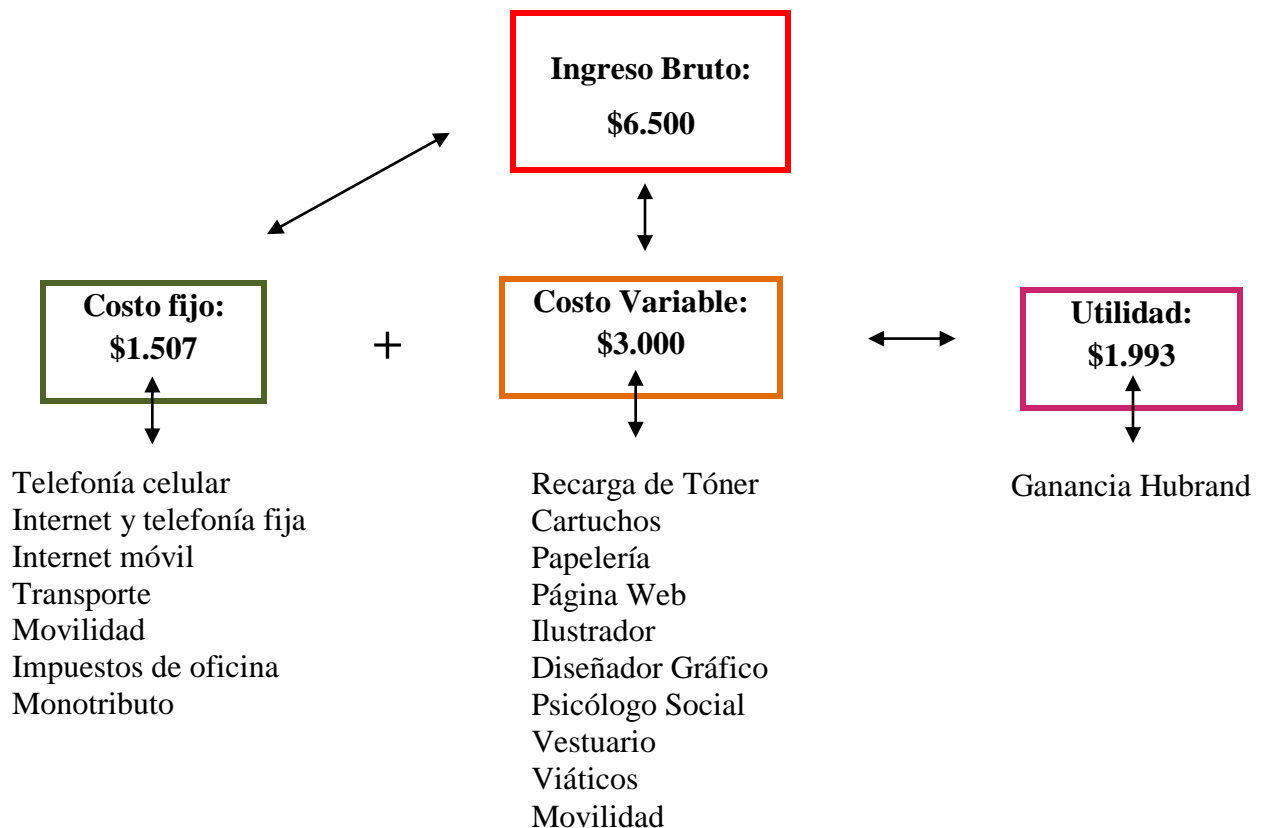 Ingreso Bruto:
$6.500
Costo fijo:
$1.507
+
Costo Variable:
$3.000
Utilidad:
$1.993
Telefonía celular
Internet y telefonía fija
Internet móvil
Transporte
Movilidad
Impuestos de oficina
Monotributo
Recarga de Tóner
Cartuchos
Papelería
Página Web
Ilustrador
Diseñador Gráfico
Psicólogo Social
Vestuario
Viáticos
Movilidad
Ganancia Hubrand